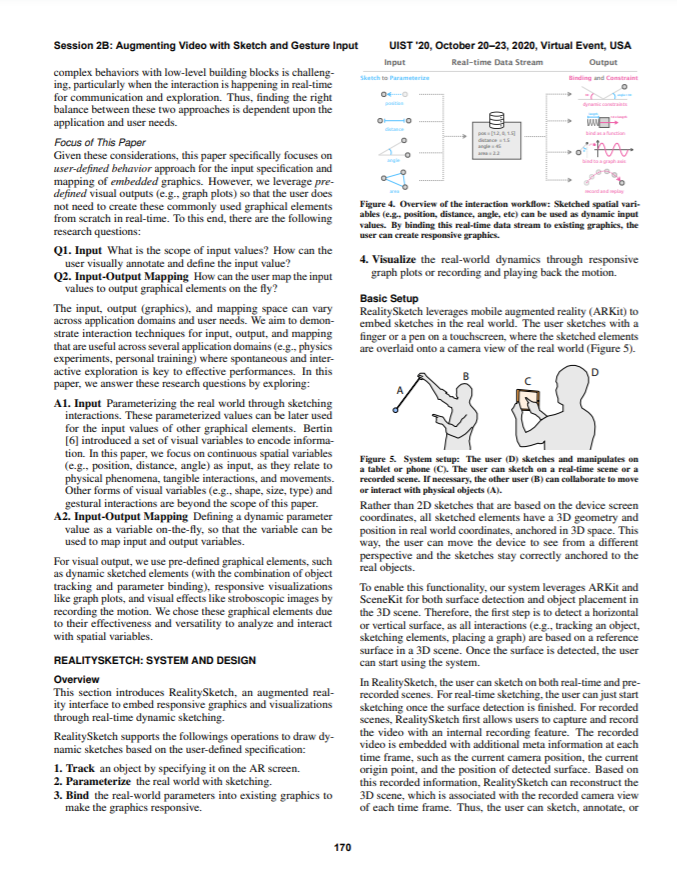 Session 2B: Augmenting Video with Sketch and Gesture Input
UIST '20, October 20–23, 2020, Virtual Event, USA
complex behaviors with low-level building blocks is challeng-
ing, particularly when the interaction is happening in real-time
for communication and exploration. Thus, finding the right
balance between these two approaches is dependent upon the
application and user needs.
Focus of This Paper
Given these considerations, this paper specifically focuses on
user-defined behavior approach for the input specification and
mapping of embedded graphics. However, we leverage pre-
defined visual outputs (e.g., graph plots) so that the user does
not need to create these commonly used graphical elements
from scratch in real-time. To this end, there are the following
research questions:
Q1. Input What is the scope of input values? How can the
user visually annotate and define the input value?
Q2. Input-Output Mapping How can the user map the input
values to output graphical elements on the fly?
The input, output (graphics), and mapping space can vary
across application domains and user needs. We aim to demon-
strate interaction techniques for input, output, and mapping
that are useful across several application domains (e.g., physics
experiments, personal training) where spontaneous and inter-
active exploration is key to effective performances. In this
paper, we answer these research questions by exploring:
A1. Input Parameterizing the real world through sketching
interactions. These parameterized values can be later used
for the input values of other graphical elements. Bertin
[6] introduced a set of visual variables to encode informa-
tion. In this paper, we focus on continuous spatial variables
(e.g., position, distance, angle) as input, as they relate to
physical phenomena, tangible interactions, and movements.
Other forms of visual variables (e.g., shape, size, type) and
gestural interactions are beyond the scope of this paper.
A2. Input-Output Mapping Defining a dynamic parameter
value as a variable on-the-fly, so that the variable can be
used to map input and output variables.
For visual output, we use pre-defined graphical elements, such
as dynamic sketched elements (with the combination of object
tracking and parameter binding), responsive visualizations
like graph plots, and visual effects like stroboscopic images by
recording the motion. We chose these graphical elements due
to their effectiveness and versatility to analyze and interact
with spatial variables.
REALITYSKETCH: SYSTEM AND DESIGN
Overview
This section introduces RealitySketch, an augmented real-
ity interface to embed responsive graphics and visualizations
through real-time dynamic sketching.
RealitySketch supports the followings operations to draw dy-
namic sketches based on the user-defined specification:
1. Track an object by specifying it on the AR screen.
2. Parameterize the real world with sketching.
3. Bind the real-world parameters into existing graphics to
make the graphics responsive.
Input
Real-time Data Stream
Output
Sketch to Parameterize
Binding and Constraint
position
distance
angle
area
pos = [1.2, 0, 1.5]
distance = 1.5
angle = 45
area = 2.2
dynamic constraints
bind as a function
bind to a graph axis
record and replay
Figure 4. Overview of the interaction workflow: Sketched spatial vari-
ables (e.g., position, distance, angle, etc) can be used as dynamic input
values. By binding this real-time data stream to existing graphics, the
user can create responsive graphics.
4. Visualize the real-world dynamics through responsive
graph plots or recording and playing back the motion.
Basic Setup
RealitySketch leverages mobile augmented reality (ARKit) to
embed sketches in the real world. The user sketches with a
finger or a pen on a touchscreen, where the sketched elements
are overlaid onto a camera view of the real world (Figure 5).
A
B
C
D
Figure 5. System setup: The user (D) sketches and manipulates on
a tablet or phone (C). The user can sketch on a real-time scene or a
recorded scene. If necessary, the other user (B) can collaborate to move
or interact with physical objects (A).
Rather than 2D sketches that are based on the device screen
coordinates, all sketched elements have a 3D geometry and
position in real world coordinates, anchored in 3D space. This
way, the user can move the device to see from a different
perspective and the sketches stay correctly anchored to the
real objects.
To enable this functionality, our system leverages ARKit and
SceneKit for both surface detection and object placement in
the 3D scene. Therefore, the first step is to detect a horizontal
or vertical surface, as all interactions (e.g., tracking an object,
sketching elements, placing a graph) are based on a reference
surface in a 3D scene. Once the surface is detected, the user
can start using the system.
In RealitySketch, the user can sketch on both real-time and pre-
recorded scenes. For real-time sketching, the user can just start
sketching once the surface detection is finished. For recorded
scenes, RealitySketch first allows users to capture and record
the video with an internal recording feature. The recorded
video is embedded with additional meta information at each
time frame, such as the current camera position, the current
origin point, and the position of detected surface. Based on
this recorded information, RealitySketch can reconstruct the
3D scene, which is associated with the recorded camera view
of each time frame. Thus, the user can sketch, annotate, or
170